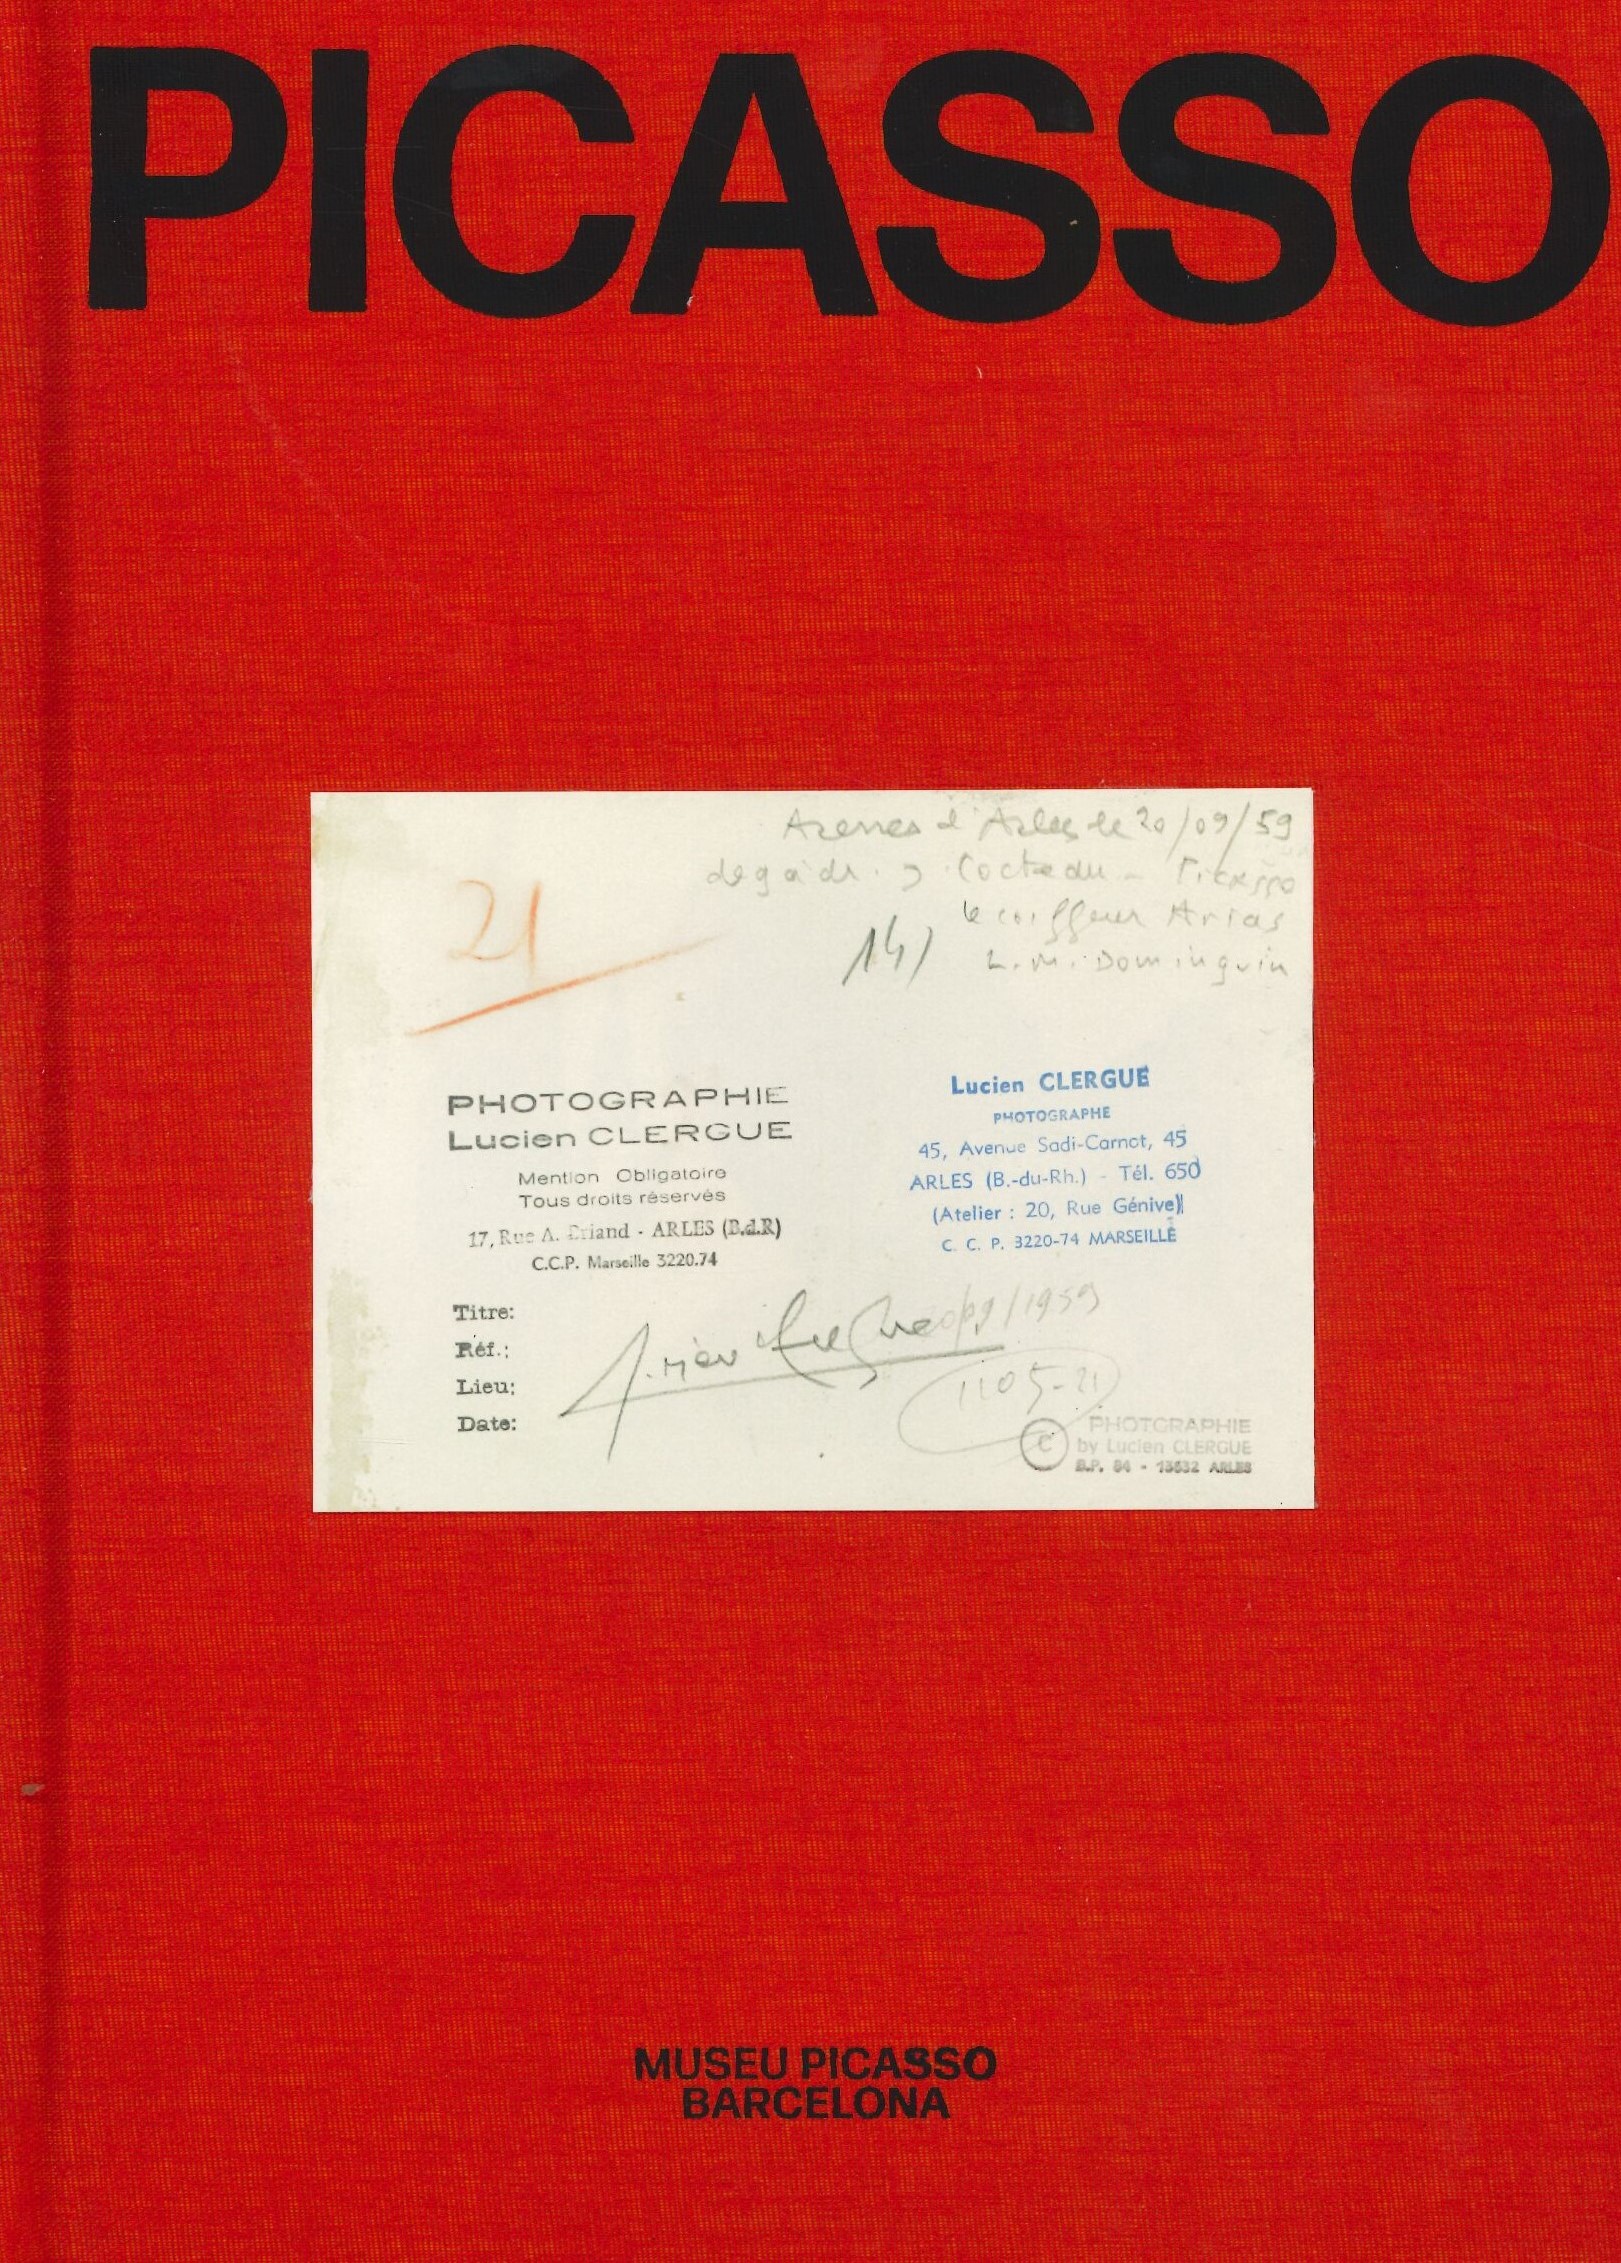 PICASSO
Arenes d'Arles le 20/09/59
de g à dr. J Cocteau - Picasso
le coiffeur Arias
L. M. Dominguin
21
141
PHOTOGRAPHIE
Lucien CLERGUE
Mention Obligatoire
Tous droits réservés
17, Rue A. Briand - ARLES (B.d.R)
C.C.P. Marseille 3220.74
Lucien CLERGUE
PHOTOGRAPHE
45, Avenue Sadi-Carnot, 45
ARLES (B.-du-Rh.) - Tél. 650
(Atelier : 20, Rue Génive)
C. C. P. 3220-74 MARSEILLE
Titre:
Réf.:
Lieu:
Date:
09/1959
1105-21
© PHOTOGRAPHIE
by Lucien CLERGUE
B.P. 84 - 13632 ARLES
MUSEU PICASSO
BARCELONA